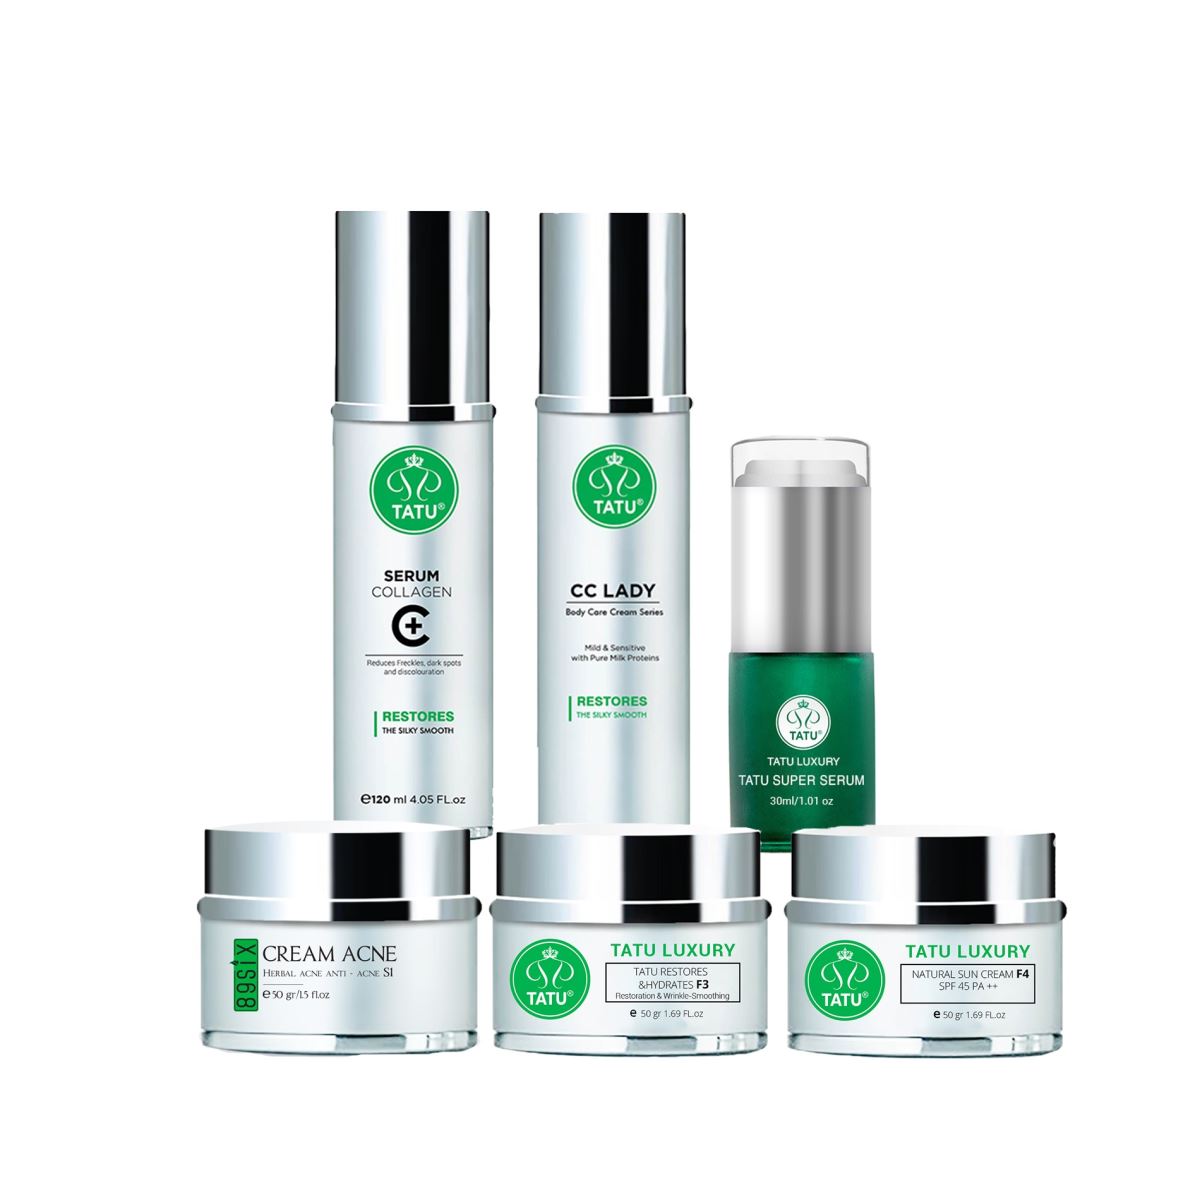 TATU®
SERUM
COLLAGEN
C+
Reduces Freckles, dark spots
and discolouration
RESTORES
THE SILKY SMOOTH
e120 ml 4.05 FL.oz
TATU®
CC LADY
Body Care Cream Series
Mild & Sensitive
with Pure Milk Proteins
RESTORES
THE SILKY SMOOTH
TATU®
TATU LUXURY
TATU SUPER SERUM
30ml/1.01 oz
89SiX
CREAM ACNE
HERBAL ACNE ANTI - ACNE S1
e 50 gr/1.5 fl.oz
TATU®
TATU LUXURY
TATU RESTORES
&HYDRATES F3
Restoration & Wrinkle-Smoothing
e 50 gr 1.69 FL.oz
TATU®
TATU LUXURY
NATURAL SUN CREAM F4
SPF 45 PA ++
e 50 gr 1.69 FL.oz